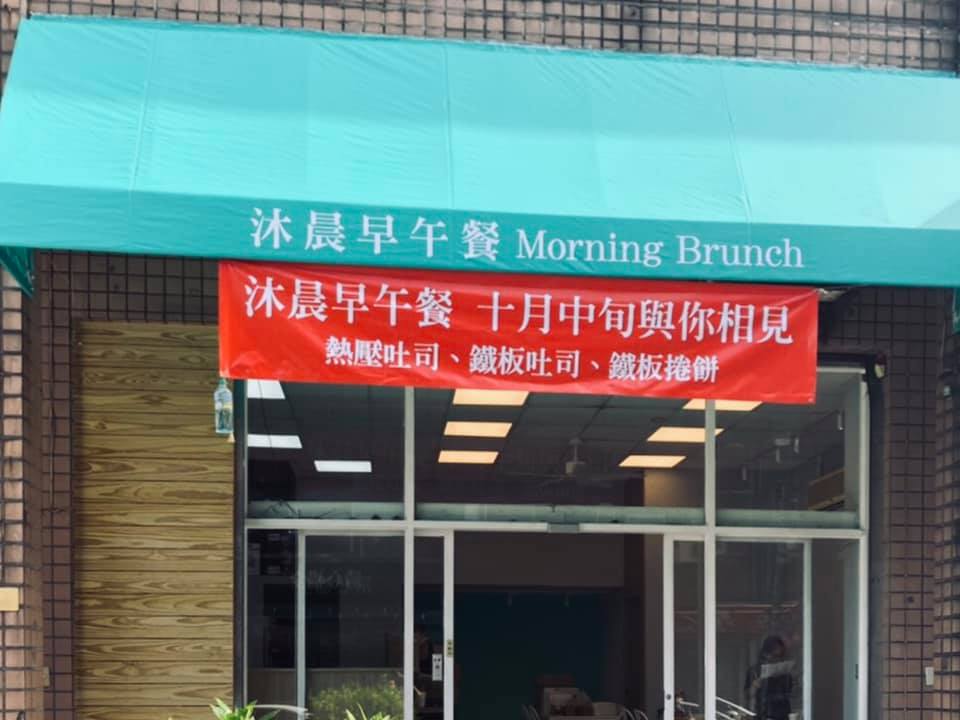 沐晨早午餐 Morning Brunch
沐晨早午餐 十月中旬與你相見
熱壓吐司、鐵板吐司、鐵板捲餅